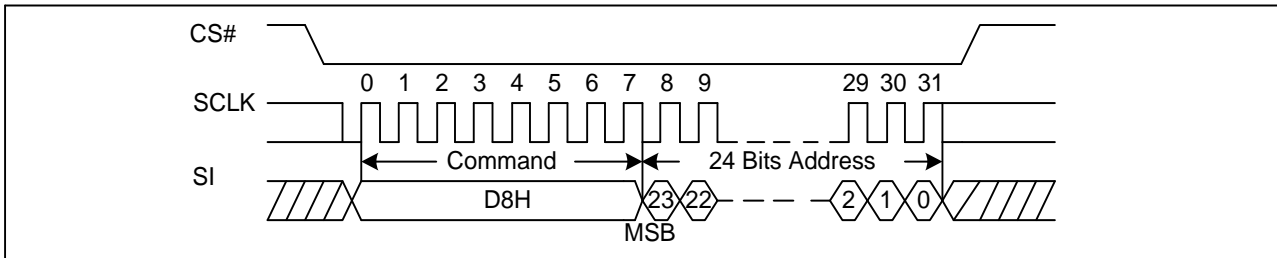 CS#
0 1 2 3 4 5 6 7 8 9 29 30 31
SCLK
Command 24 Bits Address
SI
D8H 23 22 2 1 0
MSB